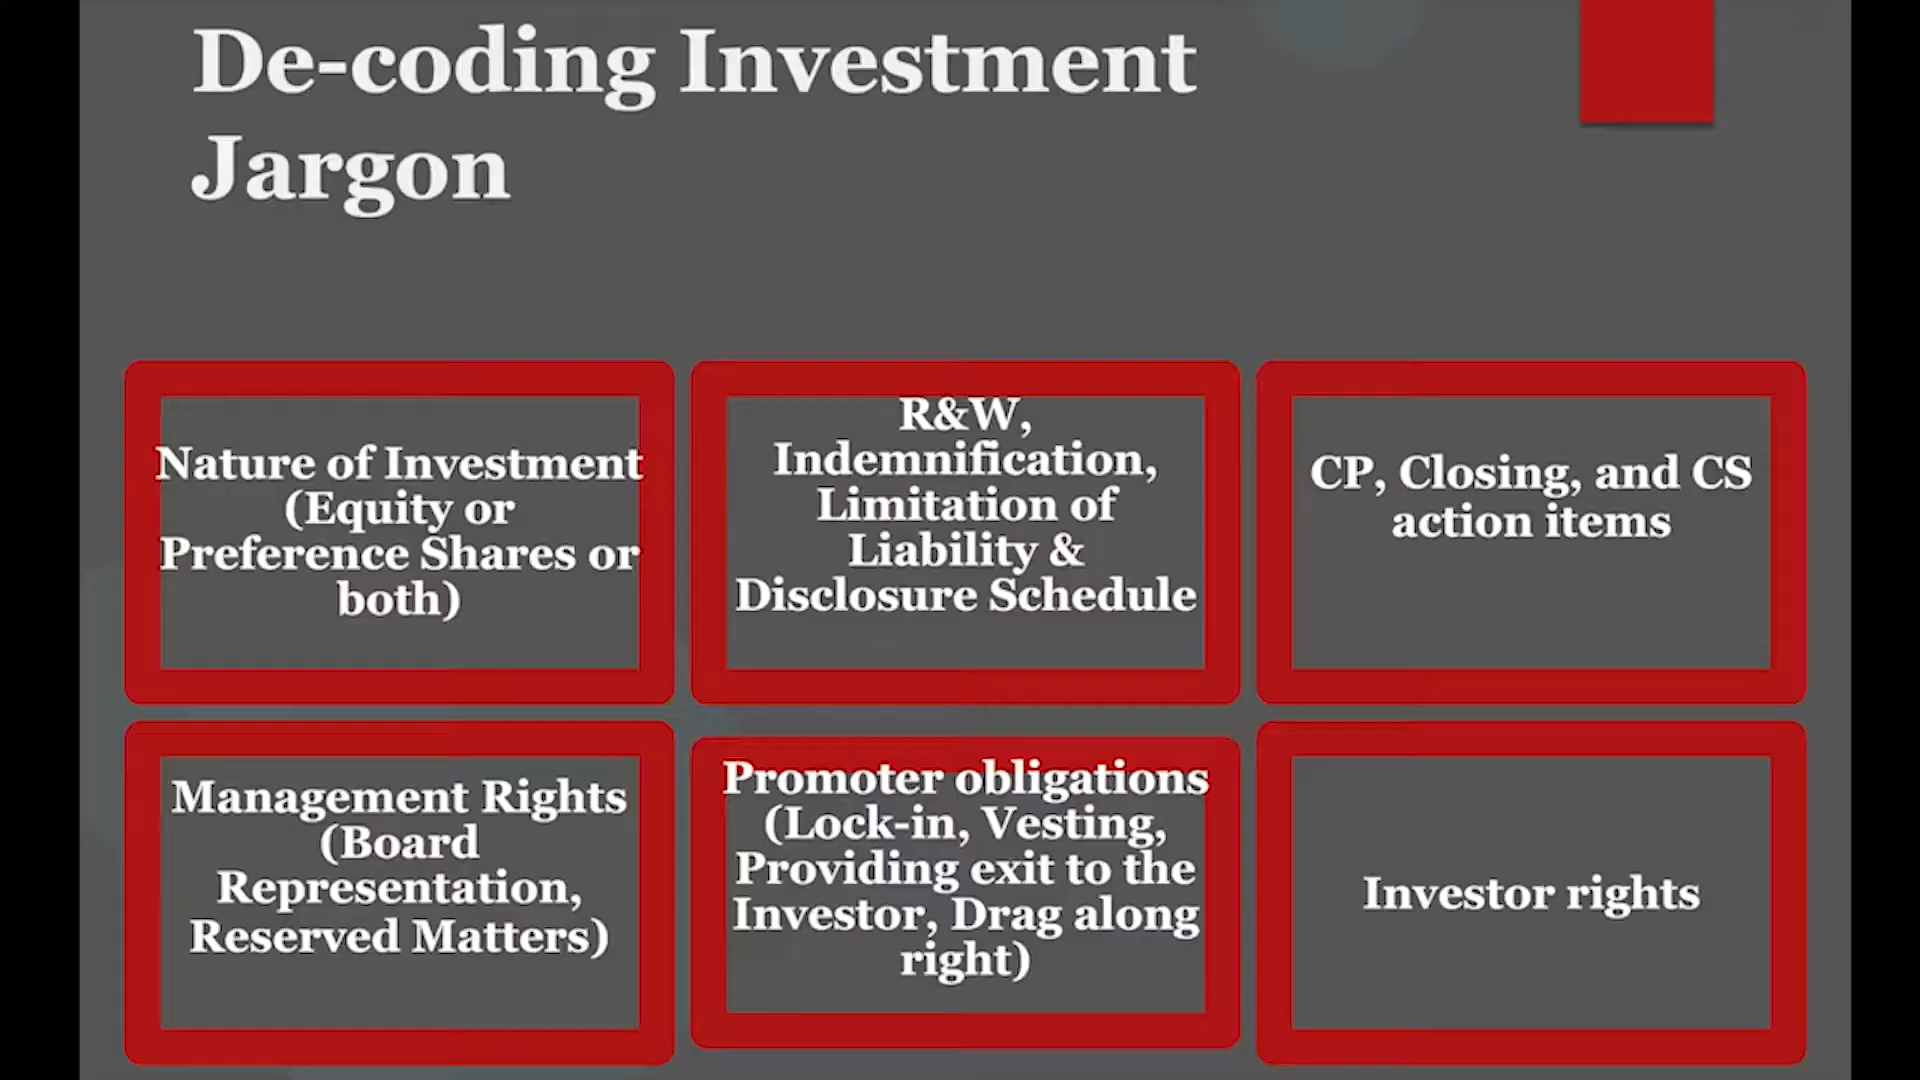 De-coding Investment
Jargon
Nature of Investment
(Equity or
Preference Shares or
both)
R&W,
Indemnification,
Limitation of
Liability &
Disclosure Schedule
CP, Closing, and CS
action items
Management Rights
(Board
Representation,
Reserved Matters)
Promoter obligations
(Lock-in, Vesting,
Providing exit to the
Investor, Drag along
right)
Investor rights